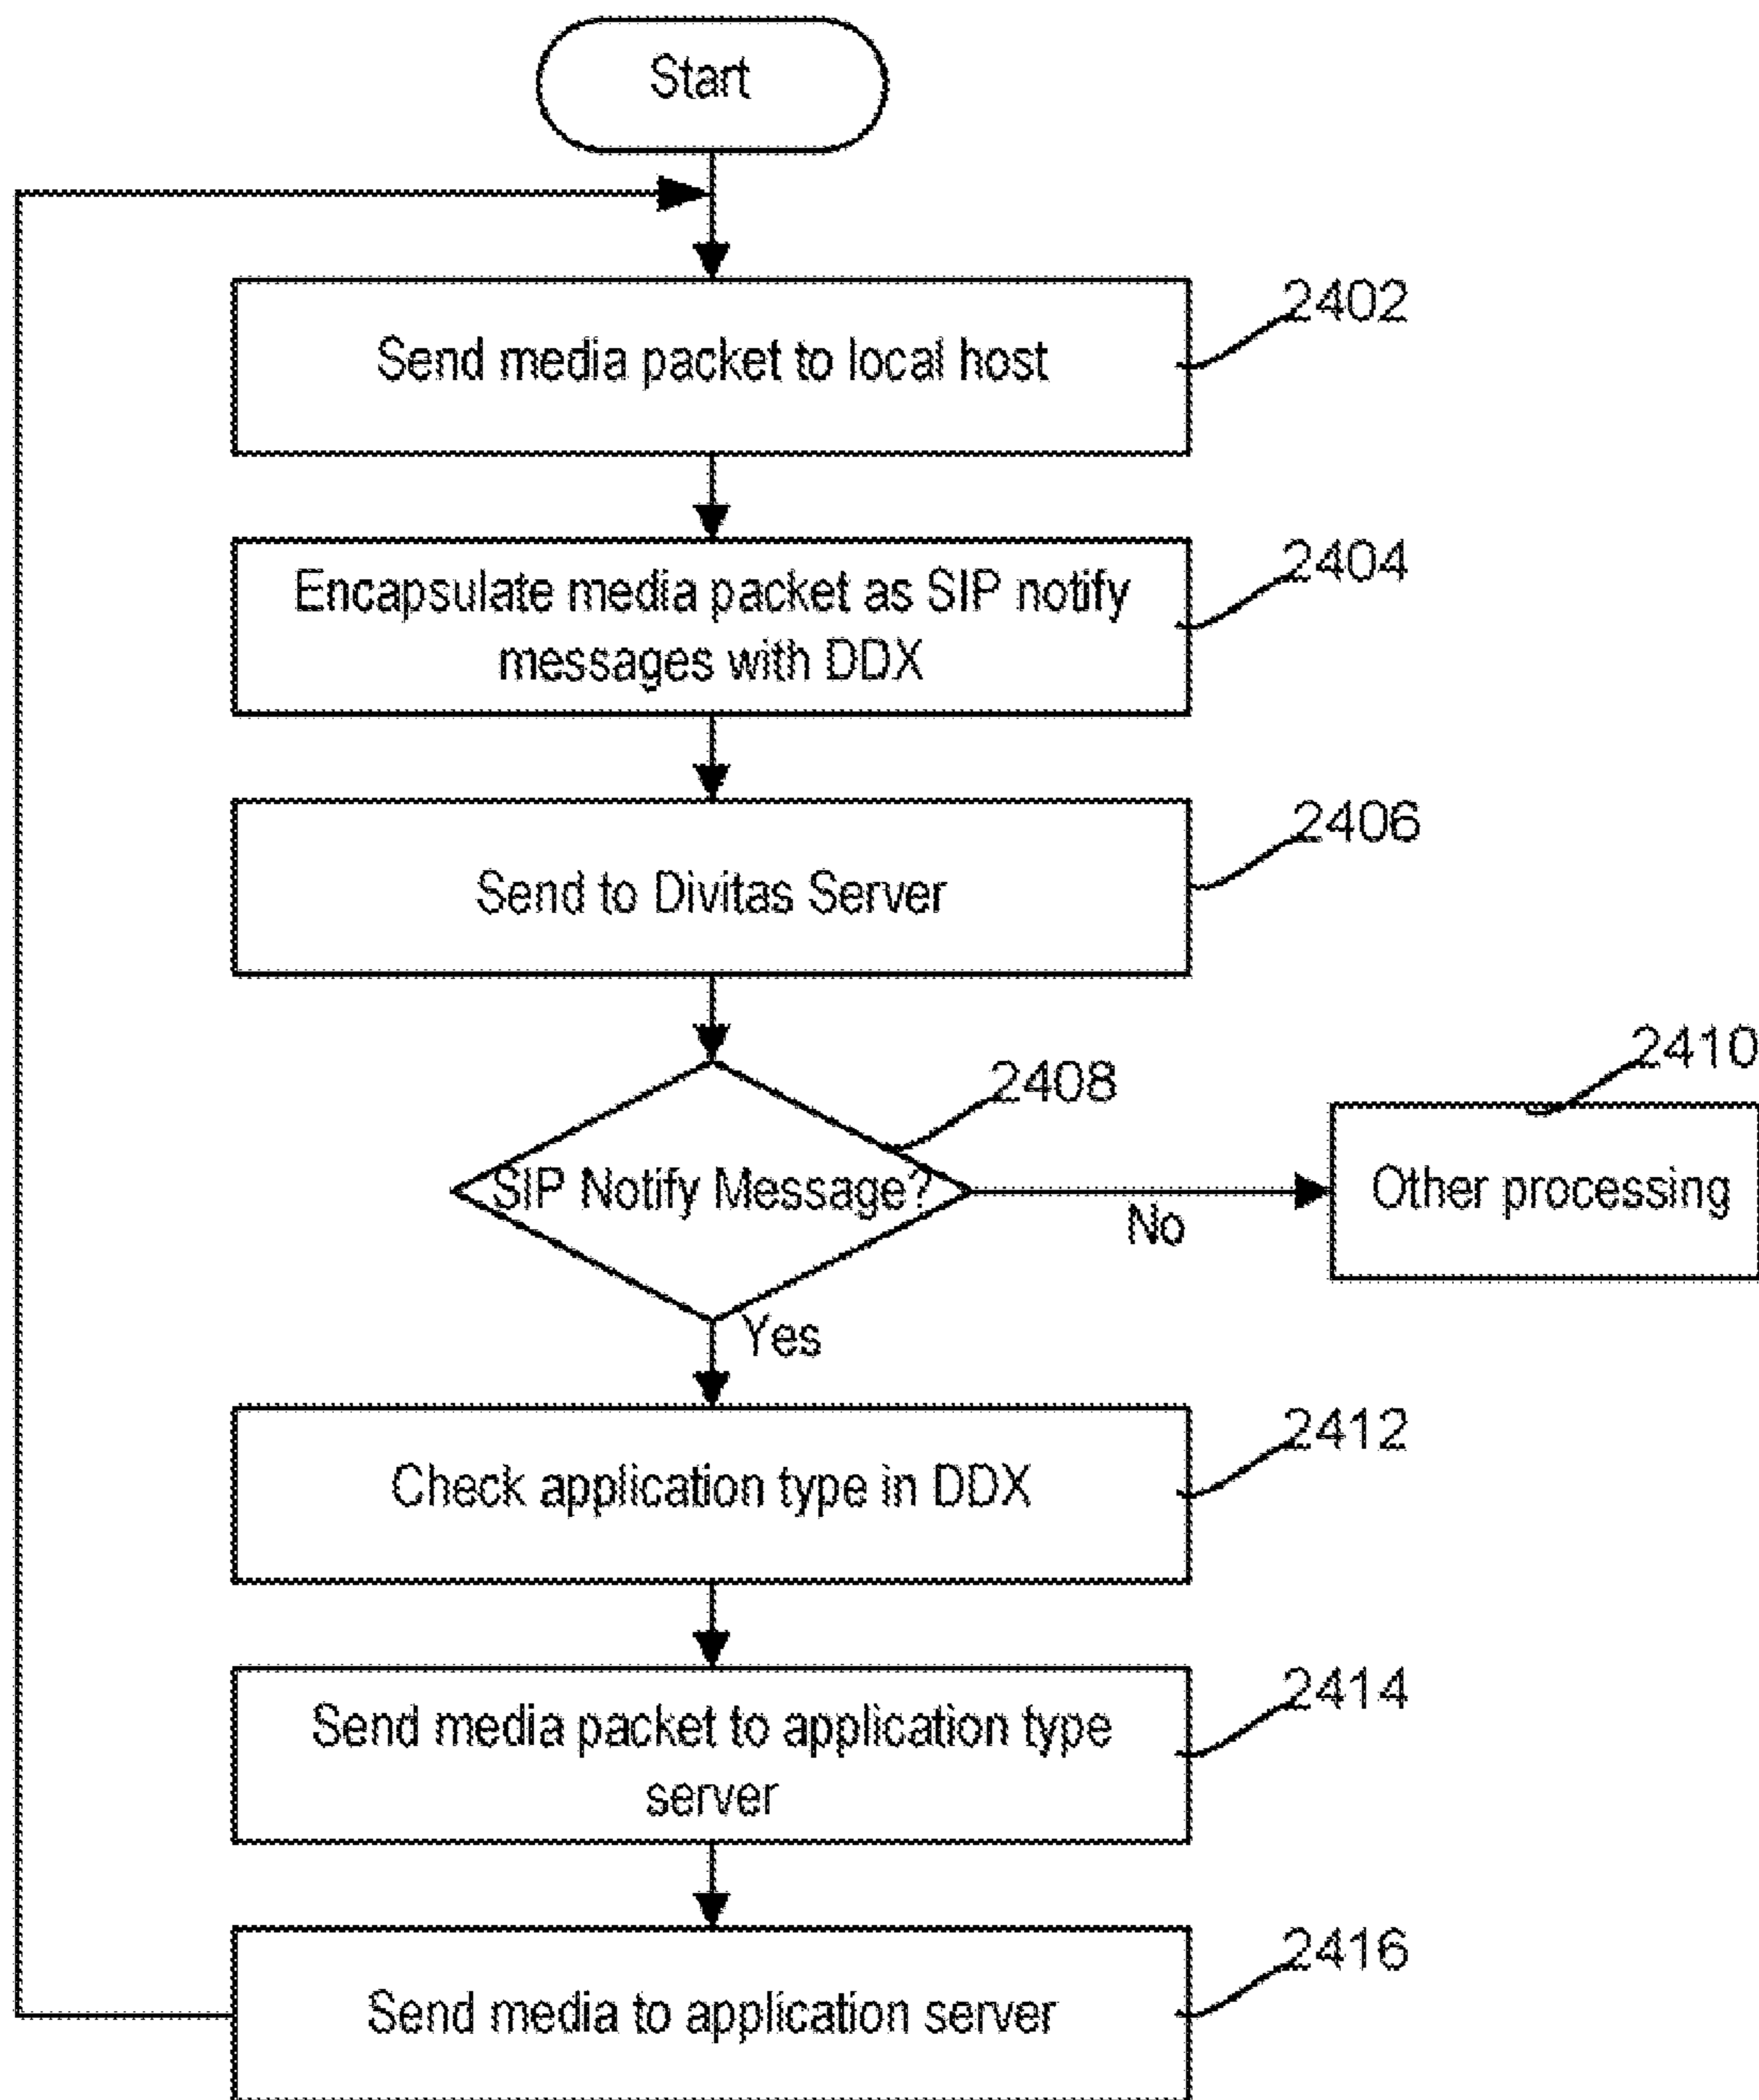 Start
2402
Send media packet to local host
2404
Encapsulate media packet as SIP notify
messages with DDX
2406
Send to Divitas Server
2408
SIP Notify Message?
No
2410
Other processing
Yes
2412
Check application type in DDX
2414
Send media packet to application type
server
2416
Send media to application server